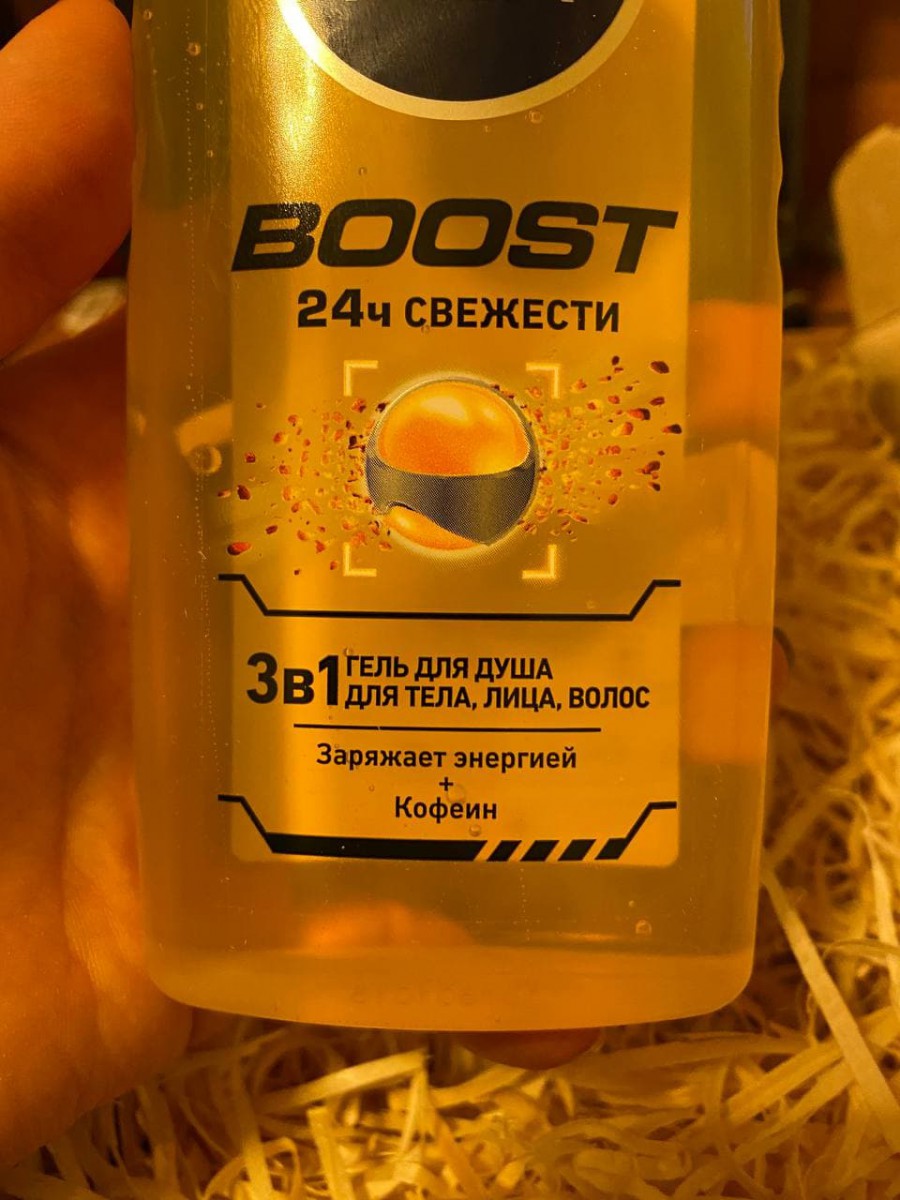 BOOST
24ч СВЕЖЕСТИ
3в1 ГЕЛЬ ДЛЯ ДУША
ДЛЯ ТЕЛА, ЛИЦА, ВОЛОС
Заряжает энергией
+
Кофеин